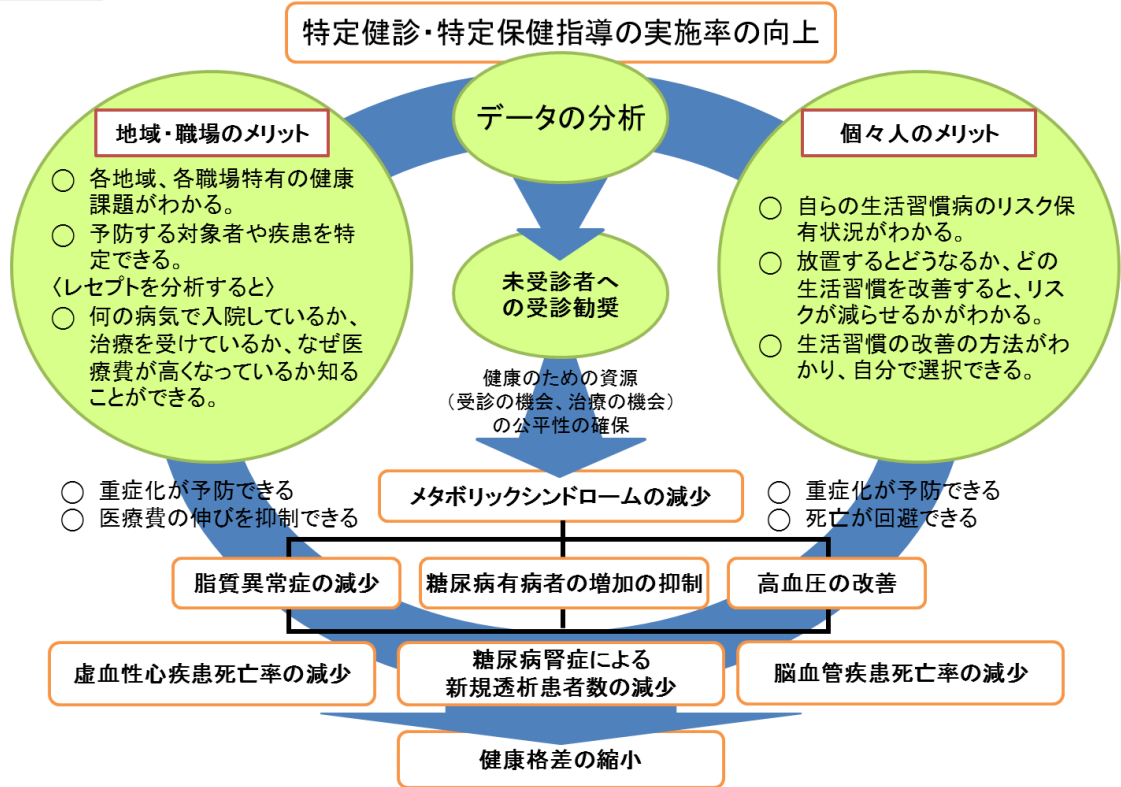 特定健診・特定保健指導の実施率の向上
データの分析
地域・職場のメリット
○ 各地域、各職場特有の健康
課題がわかる。
○ 予防する対象者や疾患を特
定できる。
〈レセプトを分析すると〉
○ 何の病気で入院しているか、
治療を受けているか、なぜ医
療費が高くなっているか知る
ことができる。
個々人のメリット
○ 自らの生活習慣病のリスク保
有状況がわかる。
○ 放置するとどうなるか、どの
生活習慣を改善すると、リス
クが減らせるかがわかる。
○ 生活習慣の改善の方法がわ
かり、自分で選択できる。
未受診者へ
の受診勧奨
健康のための資源
（受診の機会、治療の機会）
の公平性の確保
○ 重症化が予防できる
○ 医療費の伸びを抑制できる
○ 重症化が予防できる
○ 死亡が回避できる
メタボリックシンドロームの減少
脂質異常症の減少
糖尿病有病者の増加の抑制
高血圧の改善
虚血性心疾患死亡率の減少
糖尿病腎症による
新規透析患者数の減少
脳血管疾患死亡率の減少
健康格差の縮小